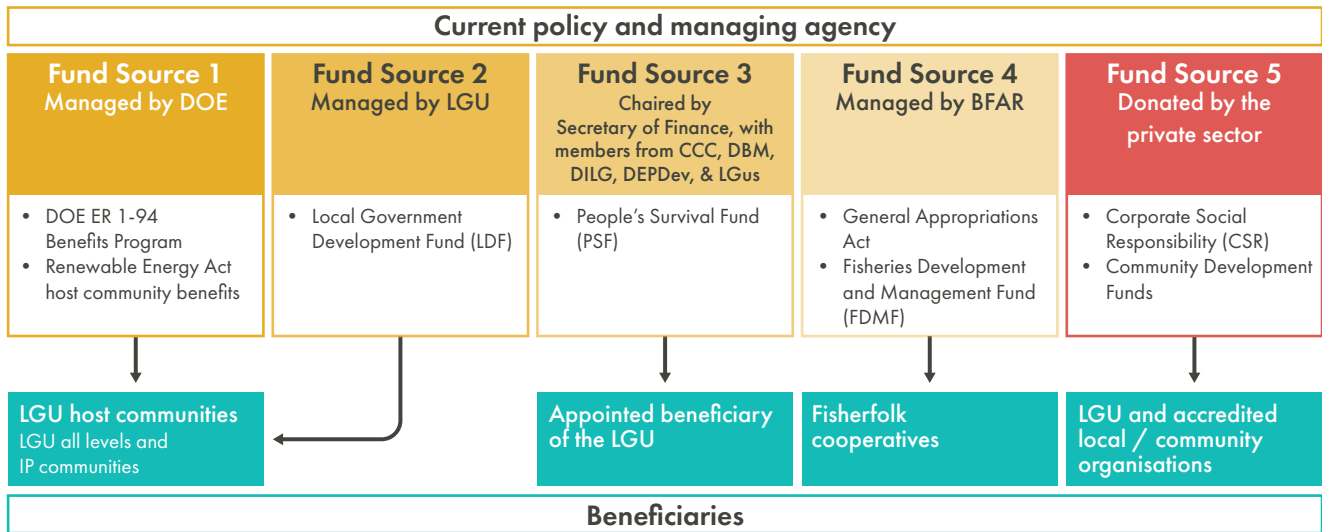 Current policy and managing agency
Fund Source 1
Managed by DOE
• DOE ER 1-94
Benefits Program
• Renewable Energy Act
host community benefits
Fund Source 2
Managed by LGU
• Local Government
Development Fund (LDF)
Fund Source 3
Chaired by
Secretary of Finance, with
members from CCC, DBM,
DILG, DEPDev, & LGus
• People’s Survival Fund
(PSF)
Fund Source 4
Managed by BFAR
• General Appropriations
Act
• Fisheries Development
and Management Fund
(FDMF)
Fund Source 5
Donated by the
private sector
• Corporate Social
Responsibility (CSR)
• Community Development
Funds
LGU host communities
LGU all levels and
IP communities
Appointed beneficiary
of the LGU
Fisherfolk
cooperatives
LGU and accredited
local / community
organisations
Beneficiaries